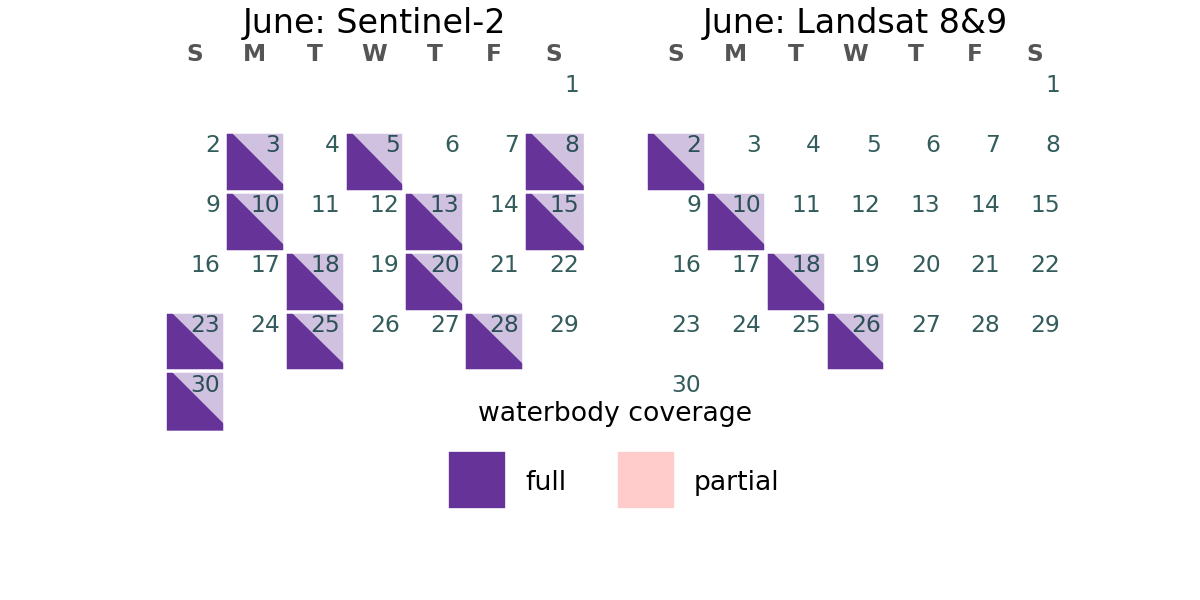 June: Sentinel-2
S M T W T F S
1
2 3 4 5 6 7 8
9 10 11 12 13 14 15
16 17 18 19 20 21 22
23 24 25 26 27 28 29
30
June: Landsat 8&9
S M T W T F S
1
2 3 4 5 6 7 8
9 10 11 12 13 14 15
16 17 18 19 20 21 22
23 24 25 26 27 28 29
30
waterbody coverage
full partial